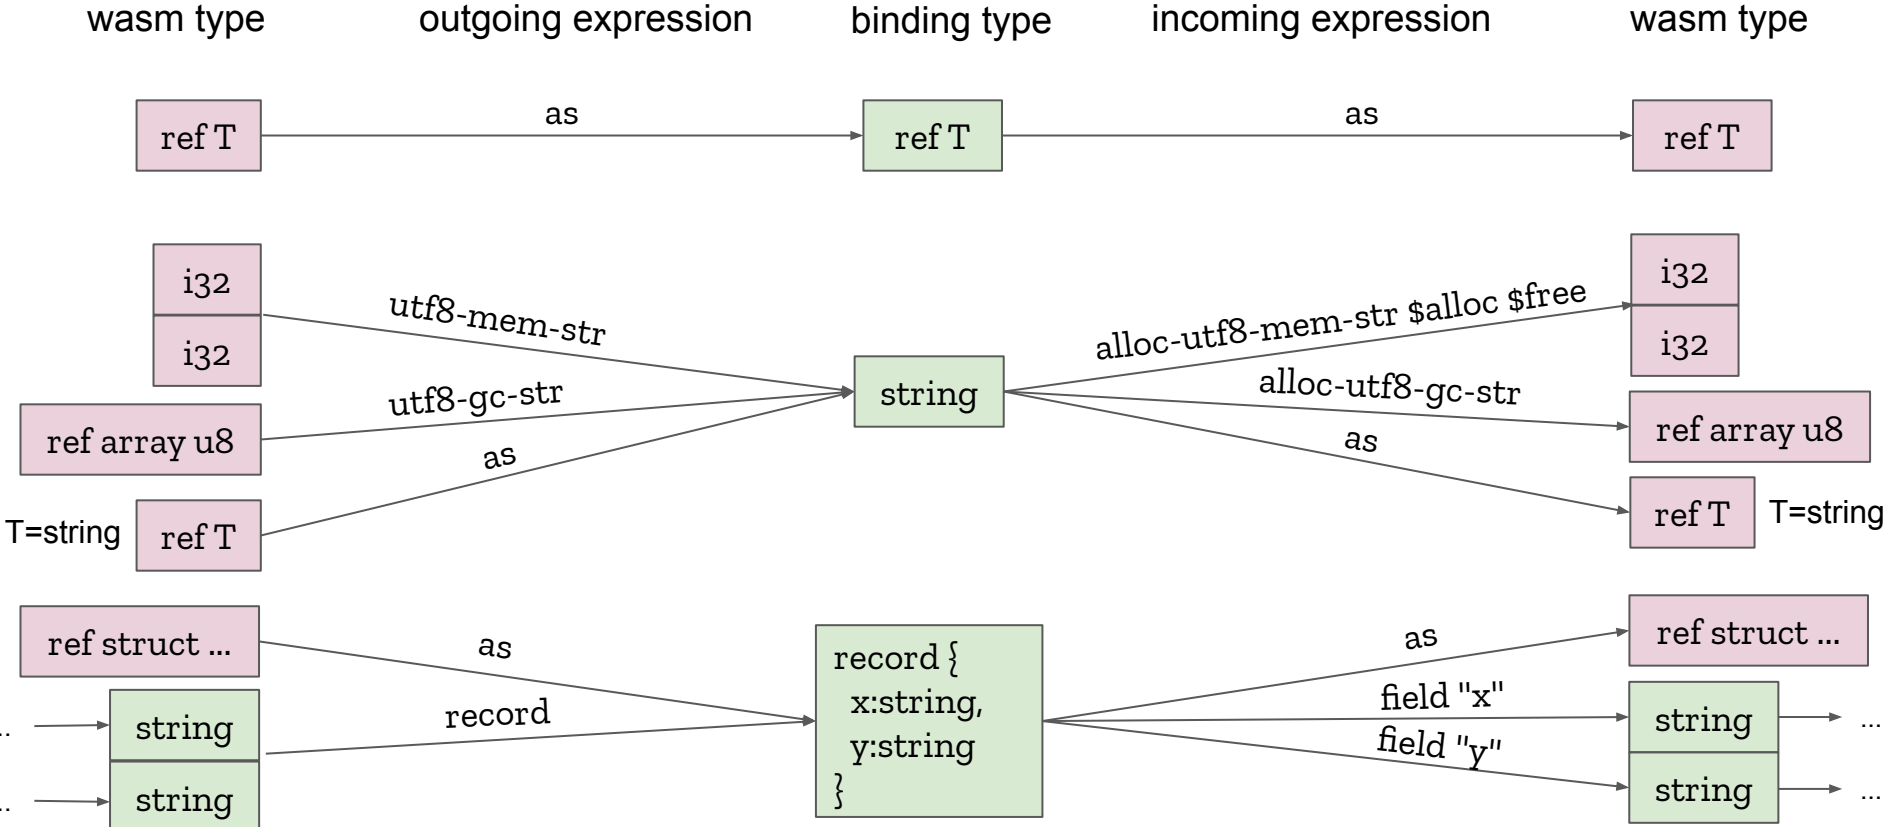 wasm type outgoing expression binding type incoming expression wasm type
ref T as ref T as ref T
i32
i32
utf8-mem-str
utf8-gc-str
ref array u8
as
T=string ref T
string
alloc-utf8-mem-str $alloc $free
i32
i32
alloc-utf8-gc-str
ref array u8
as
ref T T=string
ref struct ...
as
record
.. string
.. string
record {
x:string,
y:string
}
as
ref struct ...
field "x"
string ...
field "y"
string ...